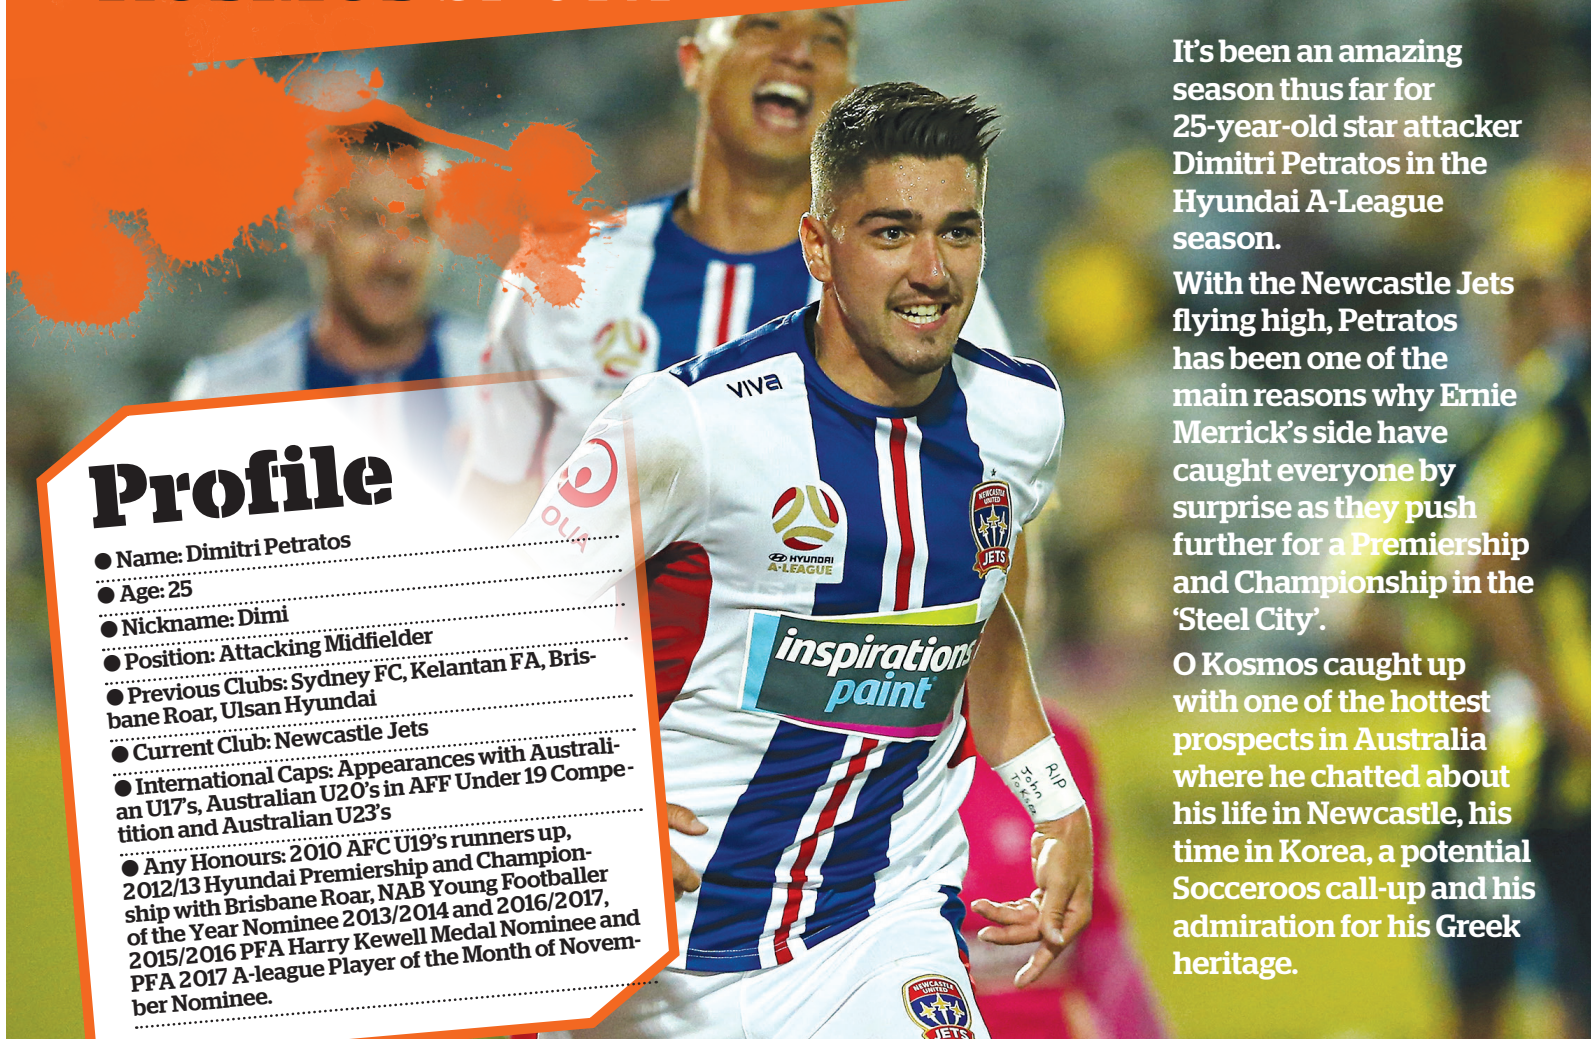 It's been an amazing
season thus far for
25-year-old star attacker
Dimitri Petratos in the
Hyundai A-League
season.
With the Newcastle Jets
flying high, Petratos
has been one of the
main reasons why Ernie
Merrick's side have
caught everyone by
surprise as they push
further for a Premiership
and Championship in the
'Steel City'.
O Kosmos caught up
with one of the hottest
prospects in Australia
where he chatted about
his life in Newcastle, his
time in Korea, a potential
Socceroos call-up and his
admiration for his Greek
heritage.
Profile
● Name: Dimitri Petratos
● Age: 25
● Nickname: Dimi
● Position: Attacking Midfielder
● Previous Clubs: Sydney FC, Kelantan FA, Bris-
bane Roar, Ulsan Hyundai
● Current Club: Newcastle Jets
● International Caps: Appearances with Australi-
an U17's, Australian U20's in AFF Under 19 Compe-
tition and Australian U23's
● Any Honours: 2010 AFC U19's runners up,
2012/13 Hyundai Premiership and Champion-
ship with Brisbane Roar, NAB Young Footballer
of the Year Nominee 2013/2014 and 2016/2017,
2015/2016 PFA Harry Kewell Medal Nominee and
PFA 2017 A-league Player of the Month of Novem-
ber Nominee.
VIVA
HYUNDAI
A-LEAGUE
NEWCASTLE
UNITED
JETS
inspirations
paint
RIP
John
NEWCASTLE
UNITED
JETS